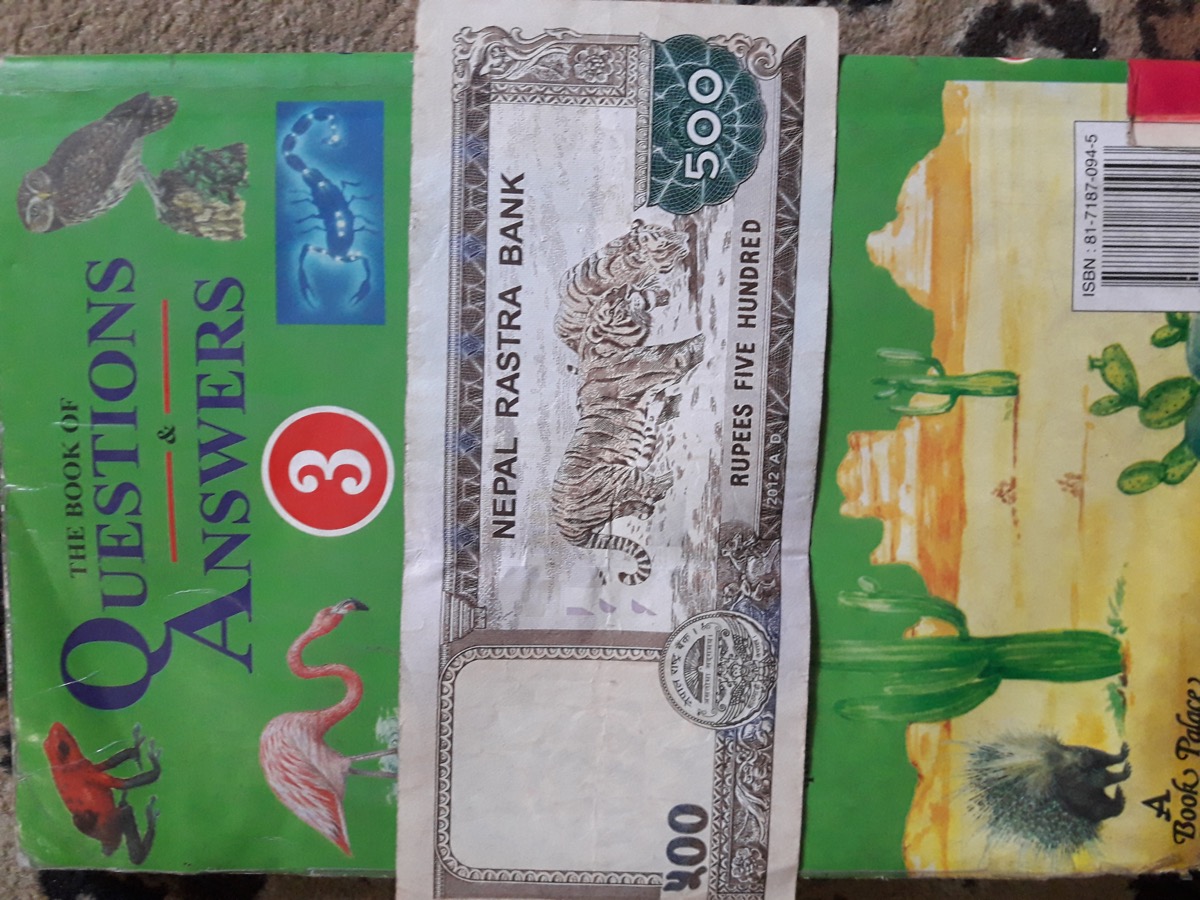 THE BOOK OF
QUESTIONS
&
ANSWERS
3
NEPAL RASTRA BANK
५००
नेपाल राष्ट्र बैंक
500
RUPEES FIVE HUNDRED
2012 A.D.
ISBN : 81-7187-094-5
A
Book Palace